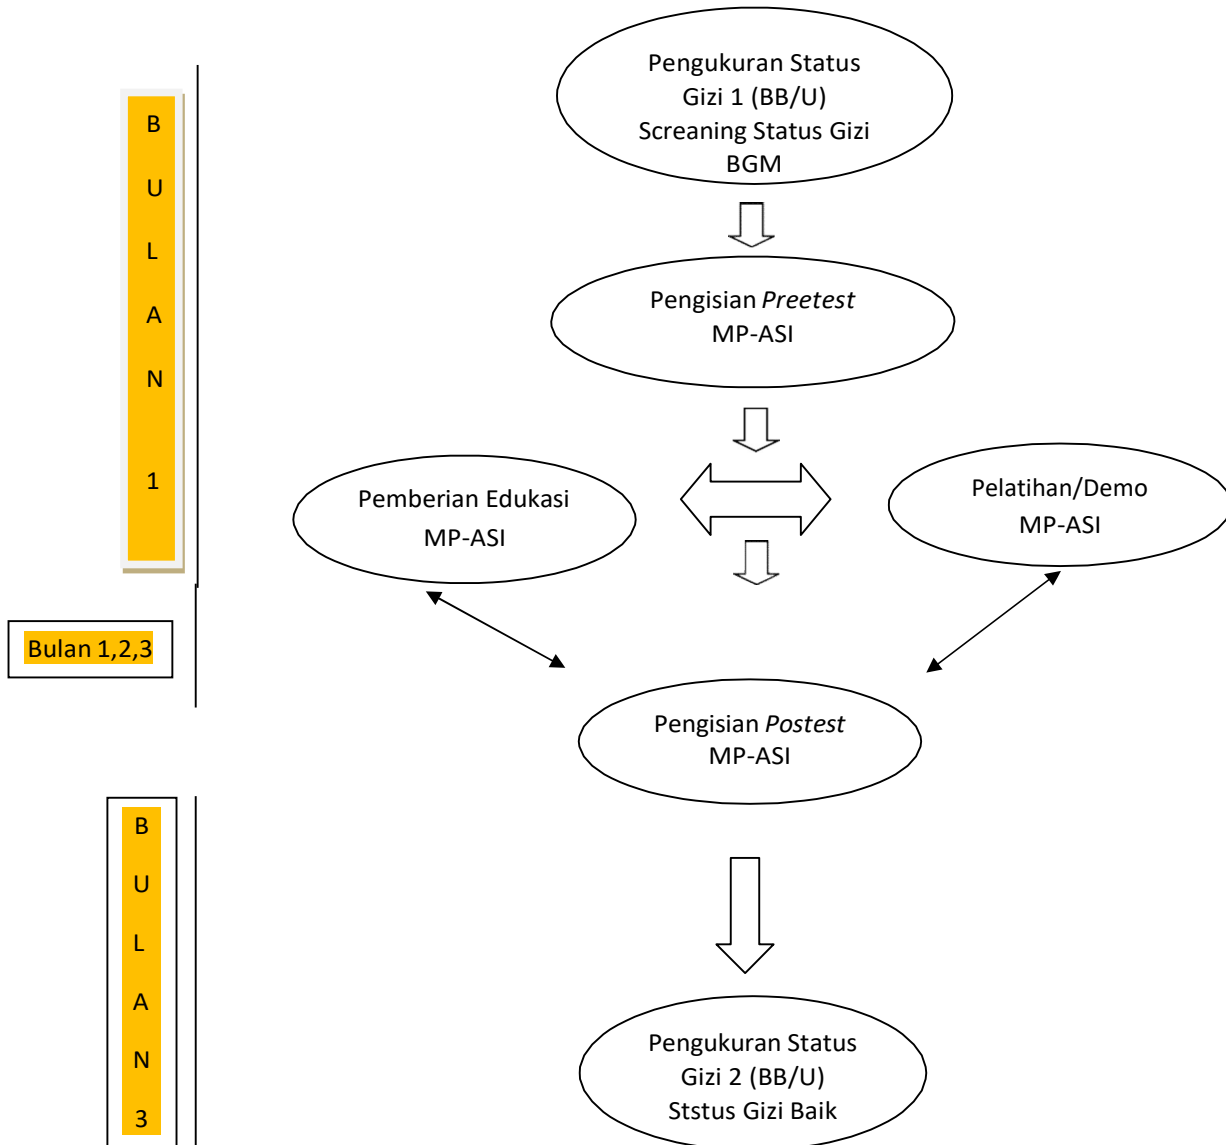 Pengukuran Status
Gizi 1 (BB/U)
Screaning Status Gizi
BGM
B
U
L
A
N
1
Pengisian Preetest
MP-ASI
Pemberian Edukasi
MP-ASI
Pelatihan/Demo
MP-ASI
Bulan 1,2,3
Pengisian Postest
MP-ASI
B
U
L
A
N
3
Pengukuran Status
Gizi 2 (BB/U)
Ststus Gizi Baik